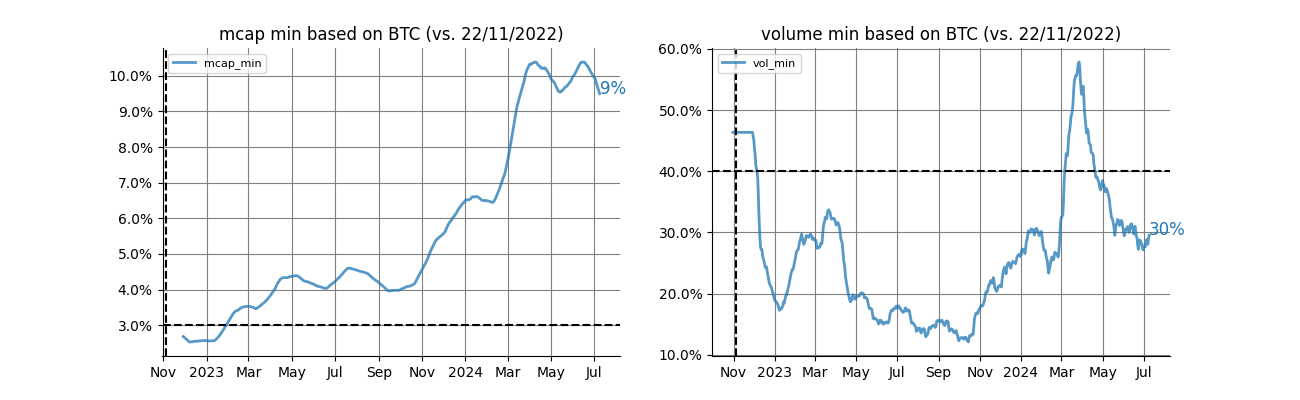 mcap min based on BTC (vs. 22/11/2022)
mcap_min
10.0%
9.0%
8.0%
7.0%
6.0%
5.0%
4.0%
3.0%
9%
Nov 2023 Mar May Jul Sep Nov 2024 Mar May Jul
volume min based on BTC (vs. 22/11/2022)
vol_min
60.0%
50.0%
40.0%
30.0%
20.0%
10.0%
30%
Nov 2023 Mar May Jul Sep Nov 2024 Mar May Jul